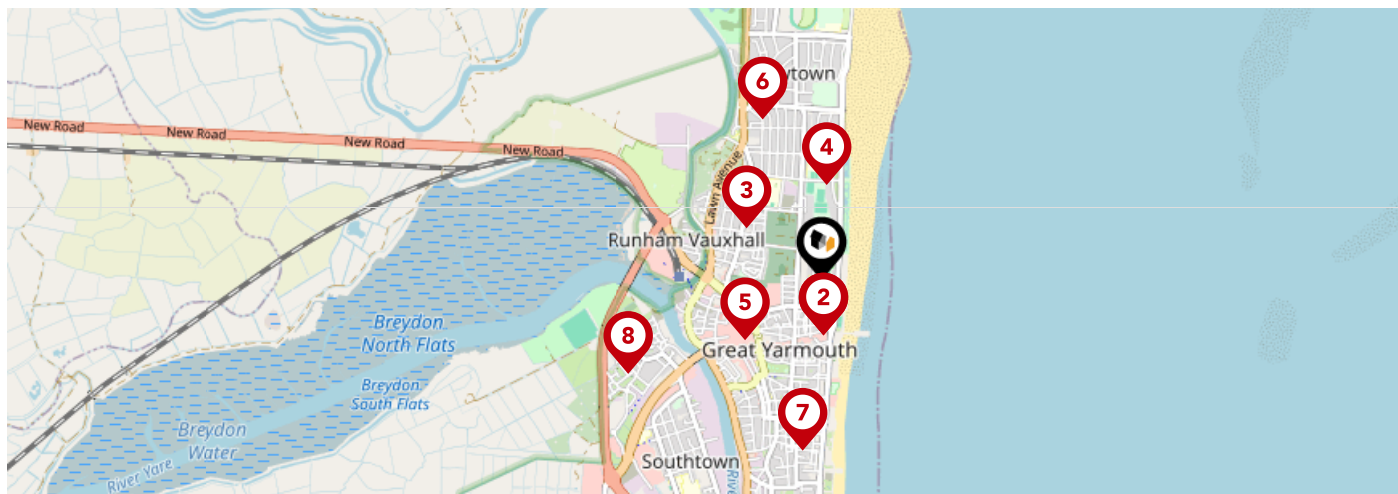 6
ytown
New Road
New Road
New Road
New Road
4
Lawn Avenue
3
Runham Vauxhall
2
5
Breydon
North Flats
8
Great Yarmouth
Breydon
South Flats
7
Breydon
Water
Southtown
River Yare
Rive